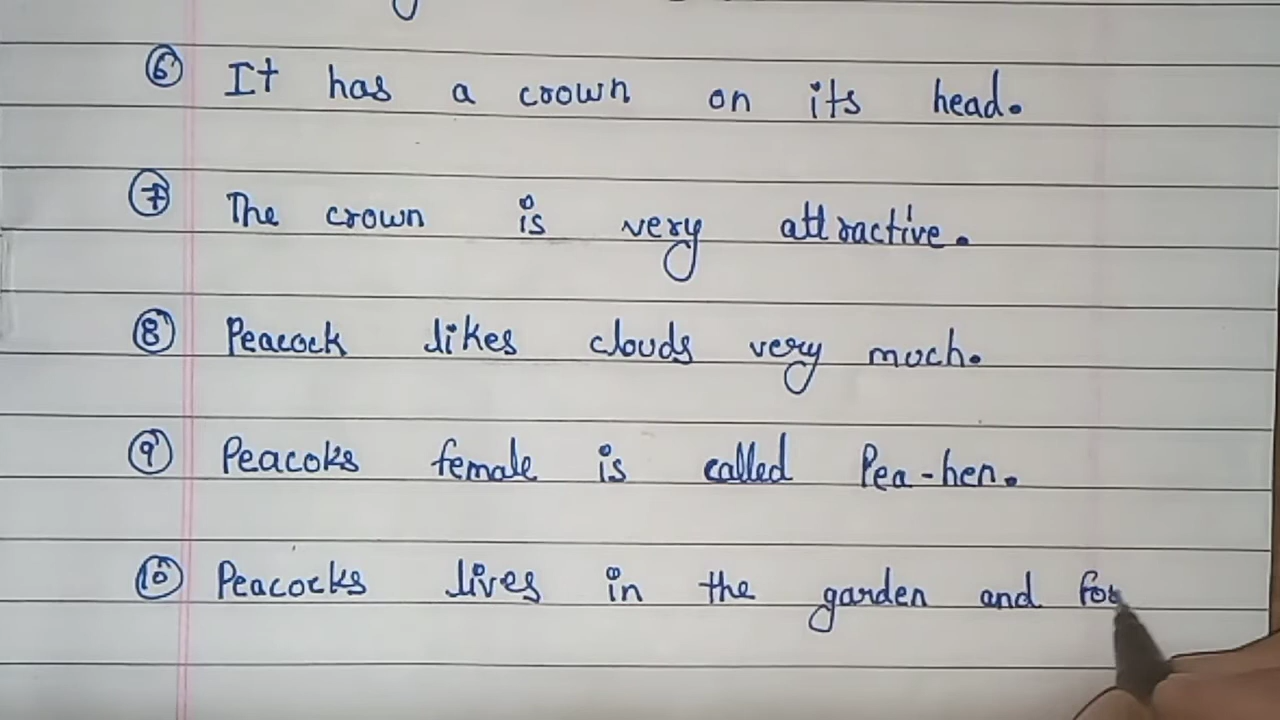 6 It has a crown on its head.
7 The crown is very attractive.
8 Peacock likes clouds very much.
9 Peacoks female is called Pea-hen.
10 Peacocks lives in the garden and fo